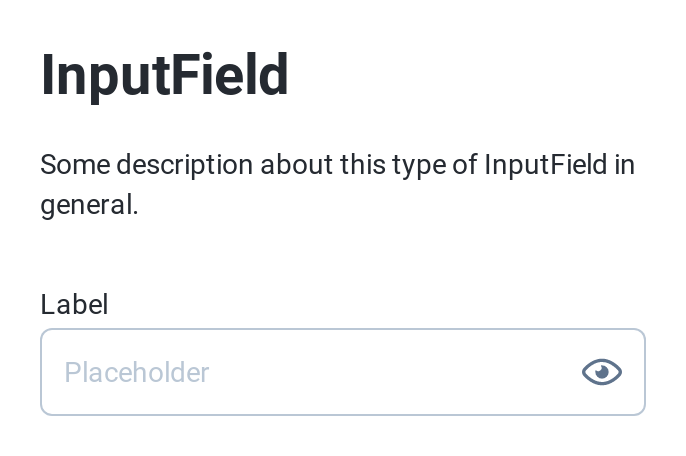 InputField
Some description about this type of InputField in
general.
Label
Placeholder